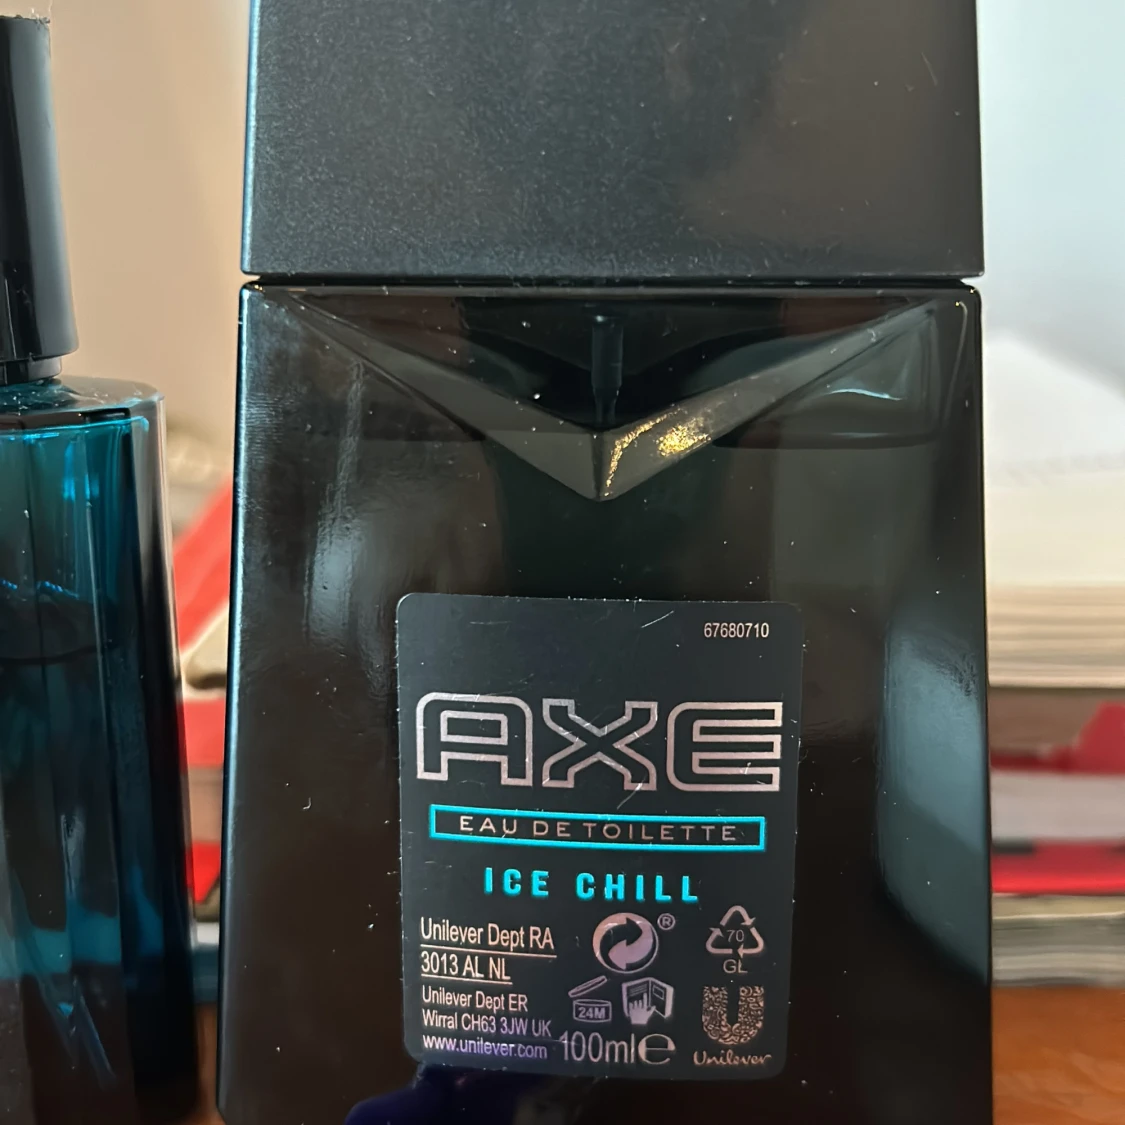 67680710
AXE
EAU DE TOILETTE
ICE CHILL
Unilever Dept RA
3013 AL NL
Unilever Dept ER
Wirral CH63 3JW UK
www.unilever.com
®
24M
100ml e
70
GL
Unilever